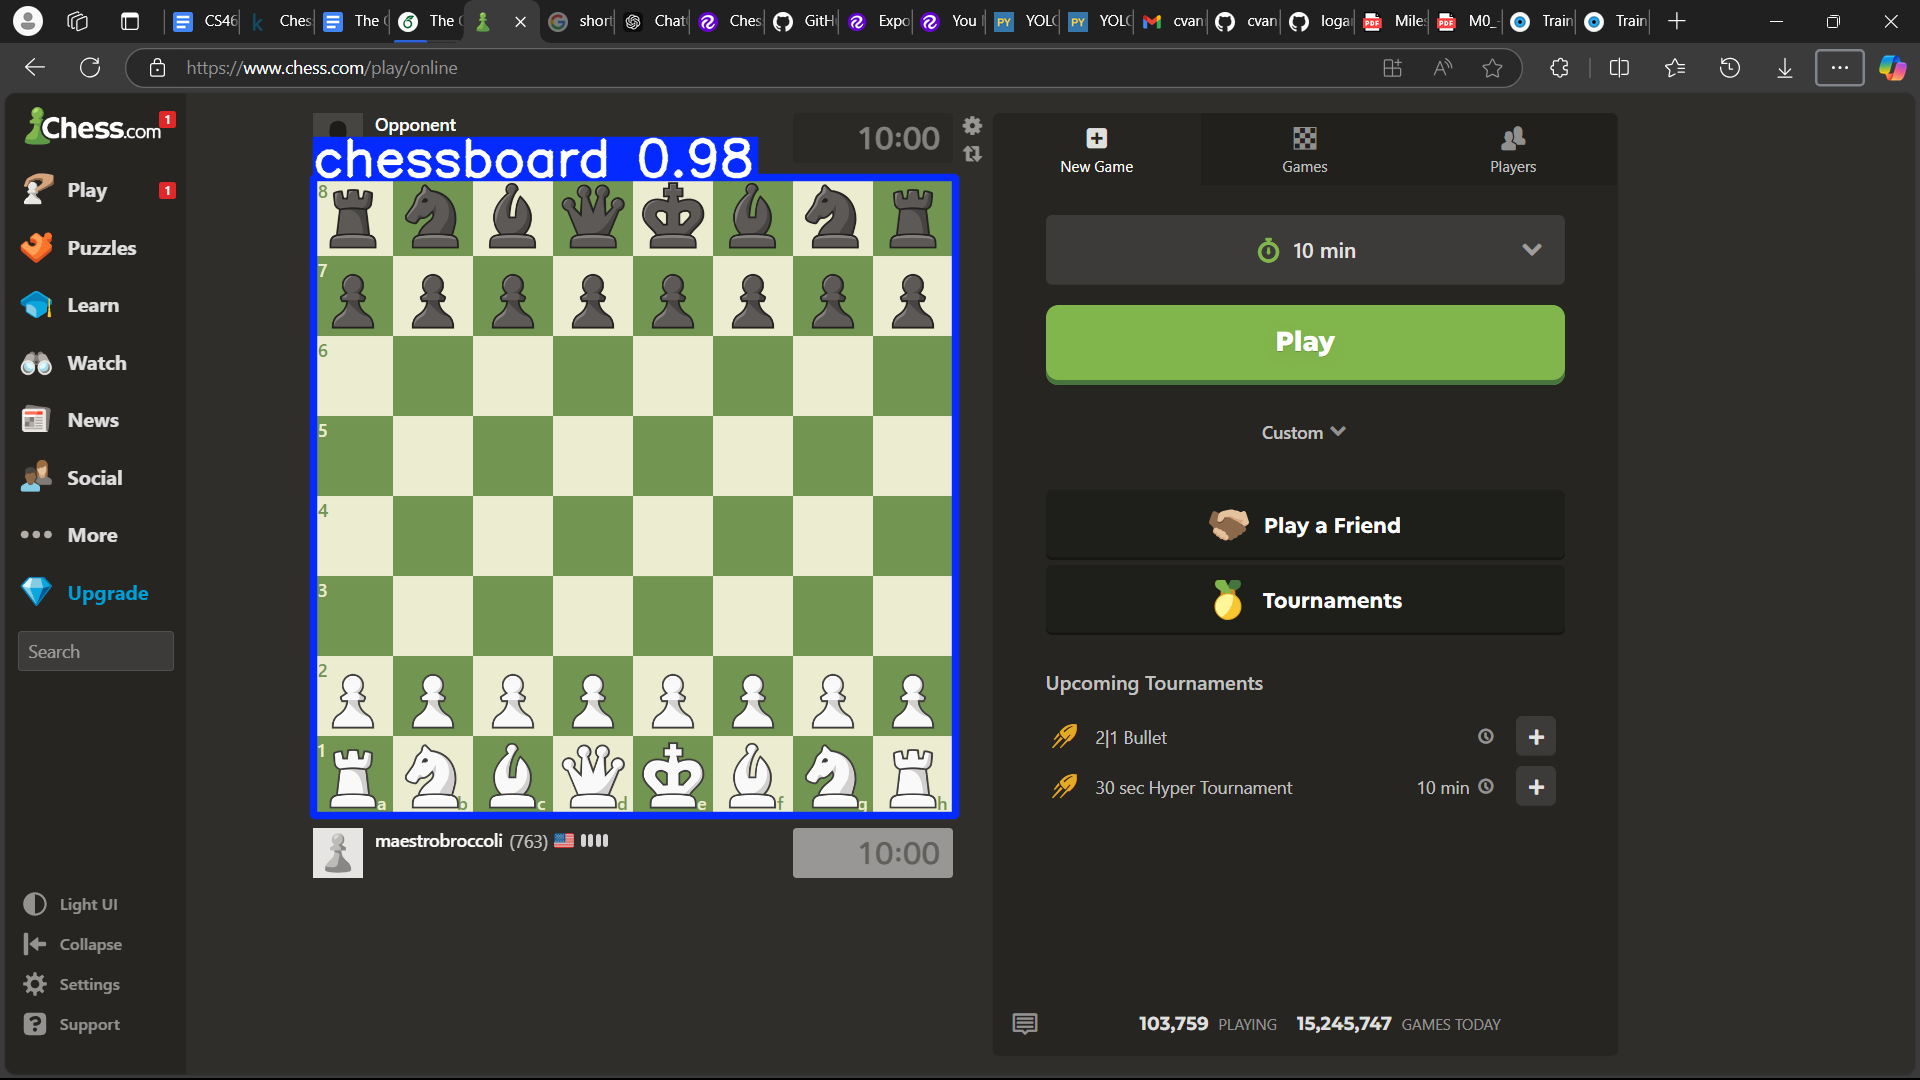 CS46
Ches
The
The
short
Chat
Ches
GitH
Expo
You
YOLO
YOLO
cvan
cvan
loga
Miles
M0_
Train
Train
https://www.chess.com/play/online
Chess.com
1
Play
1
Puzzles
Learn
Watch
News
Social
More
Upgrade
Search
Light UI
Collapse
Settings
Support
Opponent
10:00
chessboard 0.98
8
7
6
5
4
3
2
1
a b c d e f g h
maestrobroccoli (763)
10:00
New Game
Games
Players
10 min
Play
Custom
Play a Friend
Tournaments
Upcoming Tournaments
2|1 Bullet
30 sec Hyper Tournament 10 min
103,759 PLAYING 15,245,747 GAMES TODAY